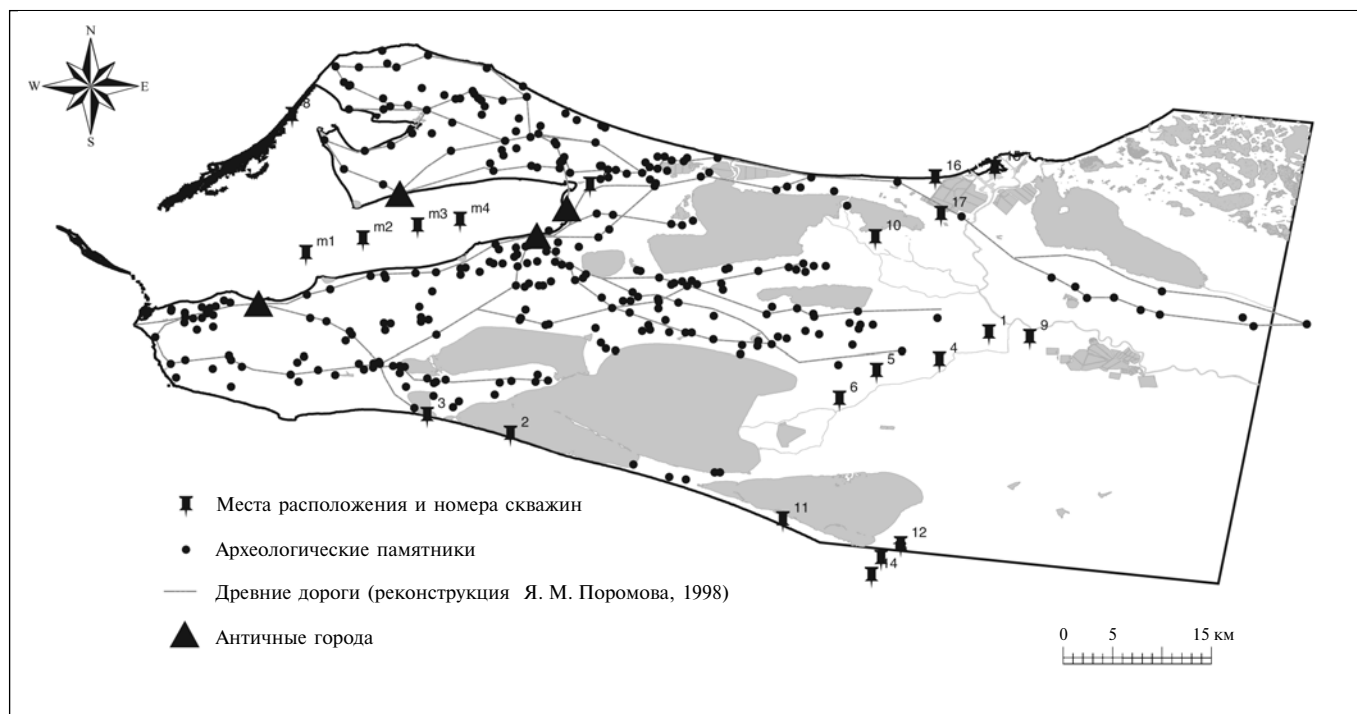 N
W E
S
8
16
15
17
10
m1
m2
m3
m4
1
9
4
5
6
3
2
11
12
14
Места расположения и номера скважин
Археологические памятники
Древние дороги (реконструкция Я. М. Поромова, 1998)
Античные города
0 5 15 км